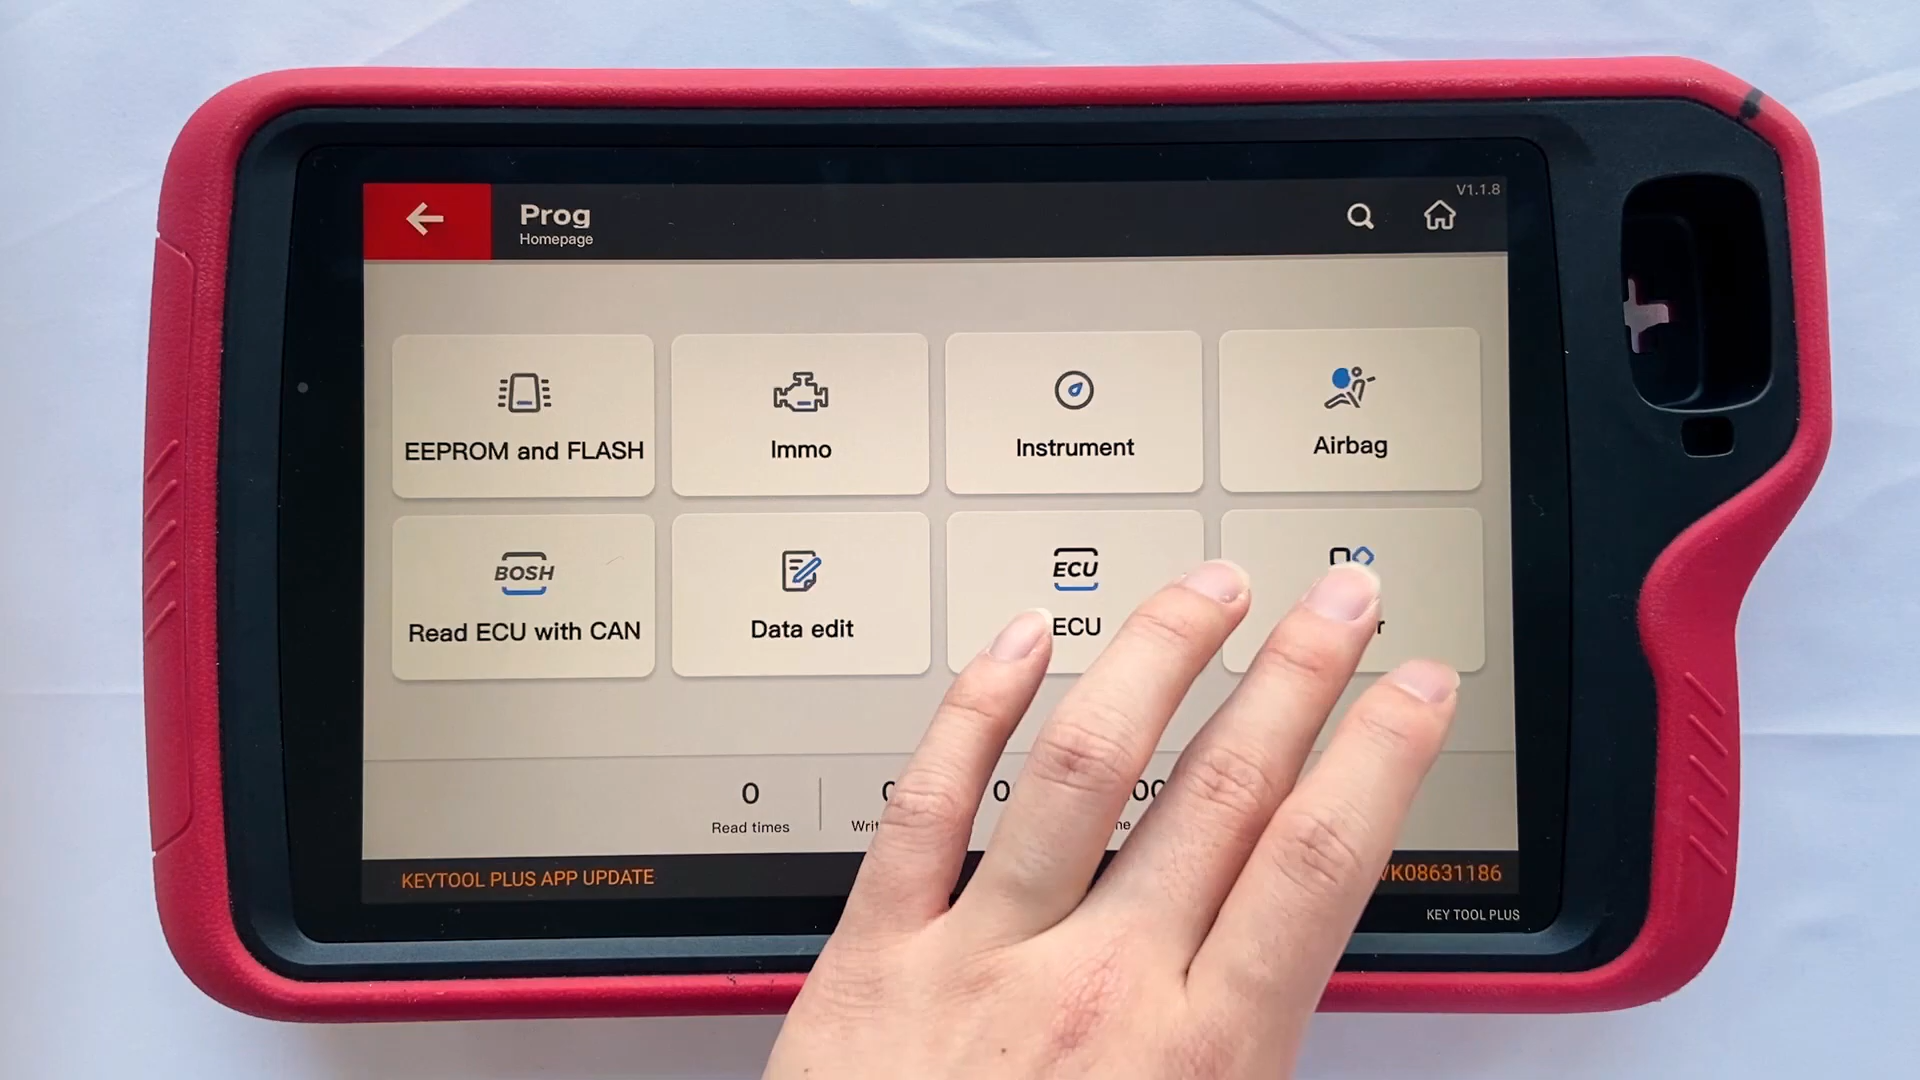 V1.1.8
Prog
Homepage
EEPROM and FLASH
Immo
Instrument
Airbag
BOSH
ECU
Read ECU with CAN
Data edit
ECU
0
Read times
KEYTOOL PLUS APP UPDATE
VK08631186
KEY TOOL PLUS